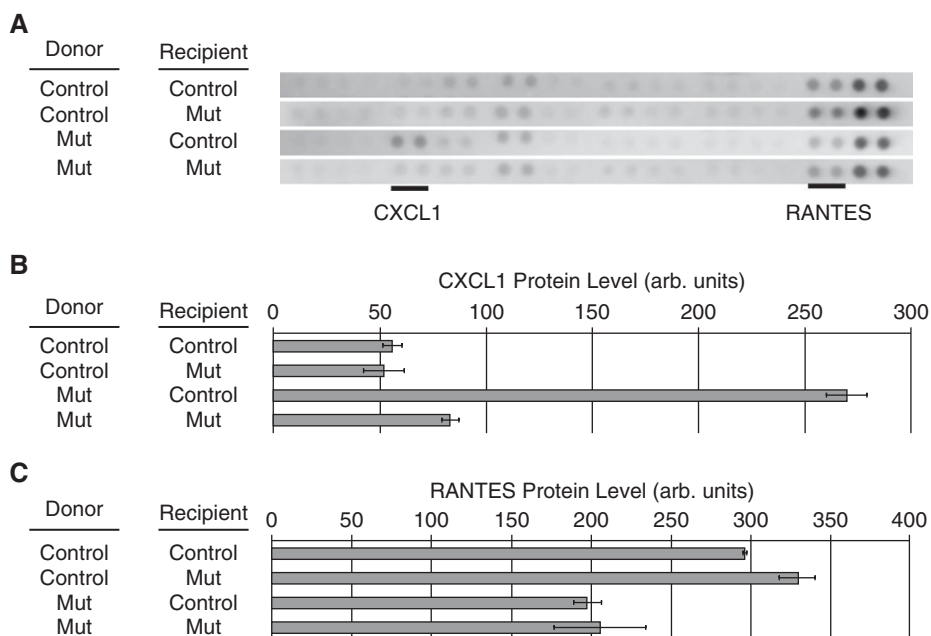 A
Donor Recipient
Control Control
Control Mut
Mut Control
Mut Mut
CXCL1 RANTES
B
CXCL1 Protein Level (arb. units)
Donor Recipient 0 50 100 150 200 250 300
Control Control
Control Mut
Mut Control
Mut Mut
C
RANTES Protein Level (arb. units)
Donor Recipient 0 50 100 150 200 250 300 350 400
Control Control
Control Mut
Mut Control
Mut Mut